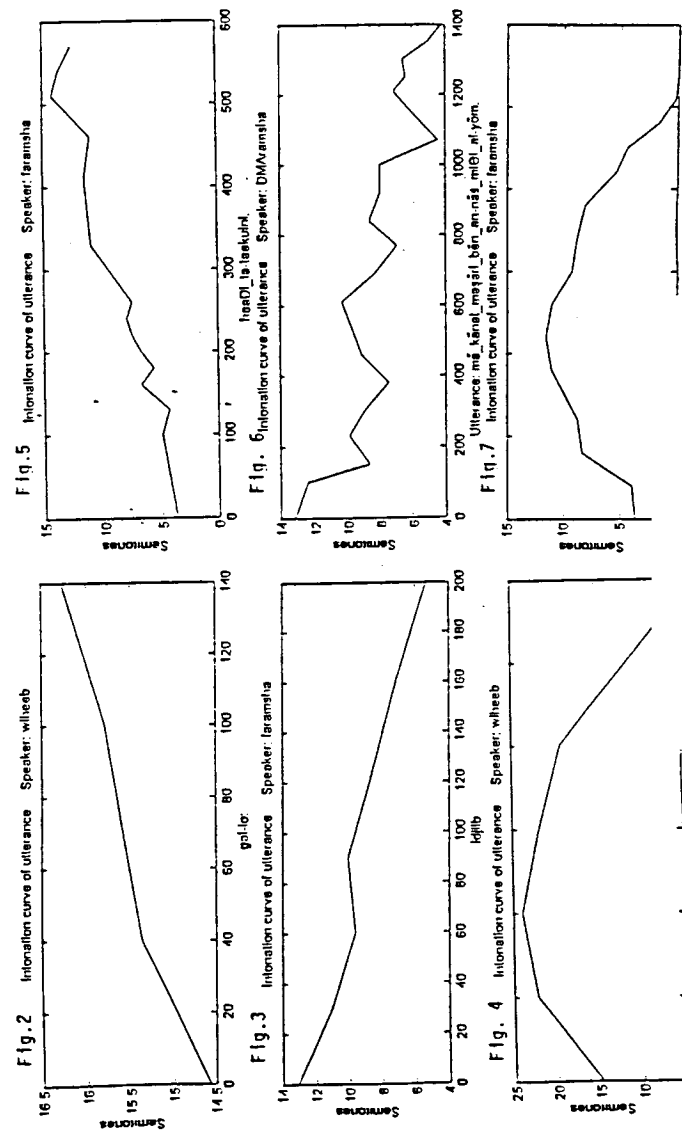 Fig.2 Intonation curve of utterance Speaker: wiheeb
16.5
16
15.5
15
14.5
Semitones
0 20 40 60 80 100 120 140
gal-lo:
Fig.3 Intonation curve of utterance Speaker: faramsha
14
12
10
8
6
4
Semitones
0 20 40 60 80 100 120 140 160 180 200
Fig. 4 Intonation curve of utterance Speaker: wiheeb
25
20
15
10
Semitones
Fig.5 Intonation curve of utterance Speaker: faramsha
15
10
5
0
Semitones
0 100 200 300 400 500 600
Fig. 6 Intonation curve of utterance Speaker: DMAramsha
14
12
10
8
6
4
Semitones
0 200 400 600 800 1000 1200 1400
Utterance: mā_kānat_maṣārī_bēn_an-nās_miθl_al-yōm.
Fig.7 Intonation curve of utterance Speaker: faramsha
15
10
5
Semitones